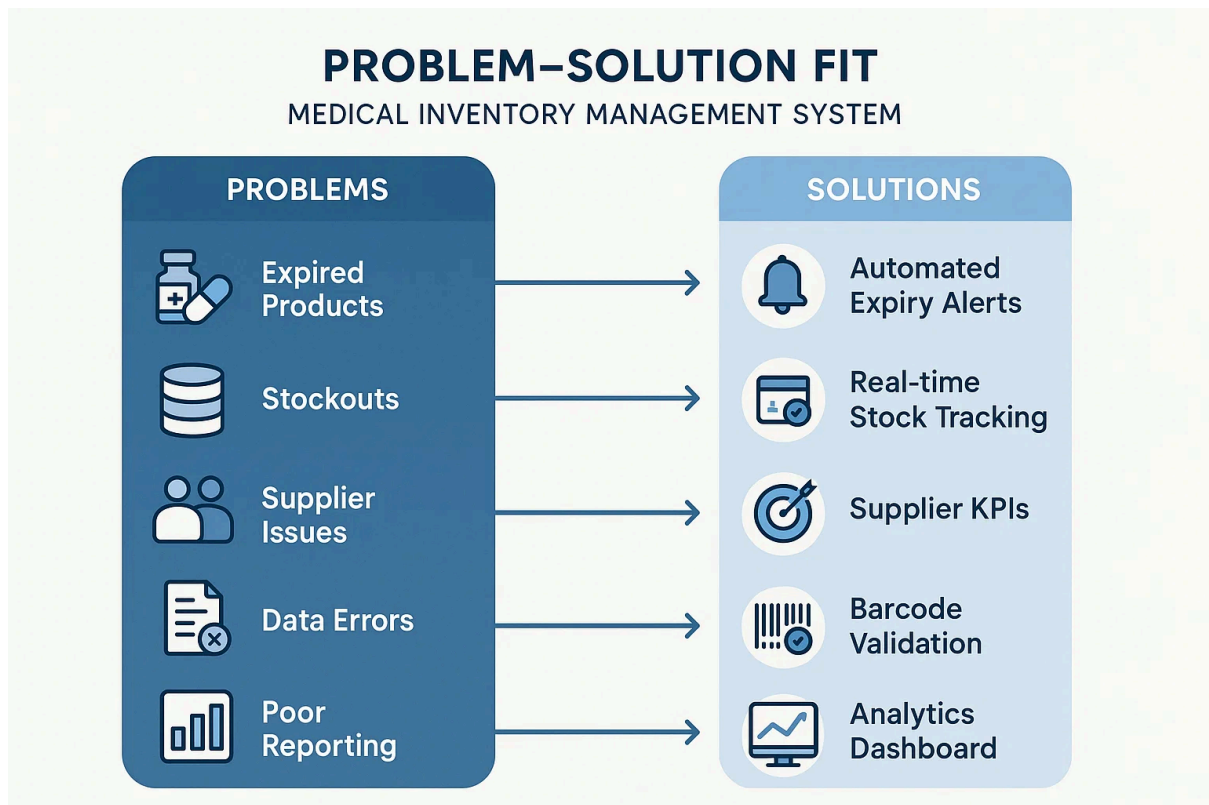 PROBLEM–SOLUTION FIT
MEDICAL INVENTORY MANAGEMENT SYSTEM
PROBLEMS
Expired
Products
Stockouts
Supplier
Issues
Data Errors
Poor
Reporting
SOLUTIONS
Automated
Expiry Alerts
Real-time
Stock Tracking
Supplier KPIs
Barcode
Validation
Analytics
Dashboard